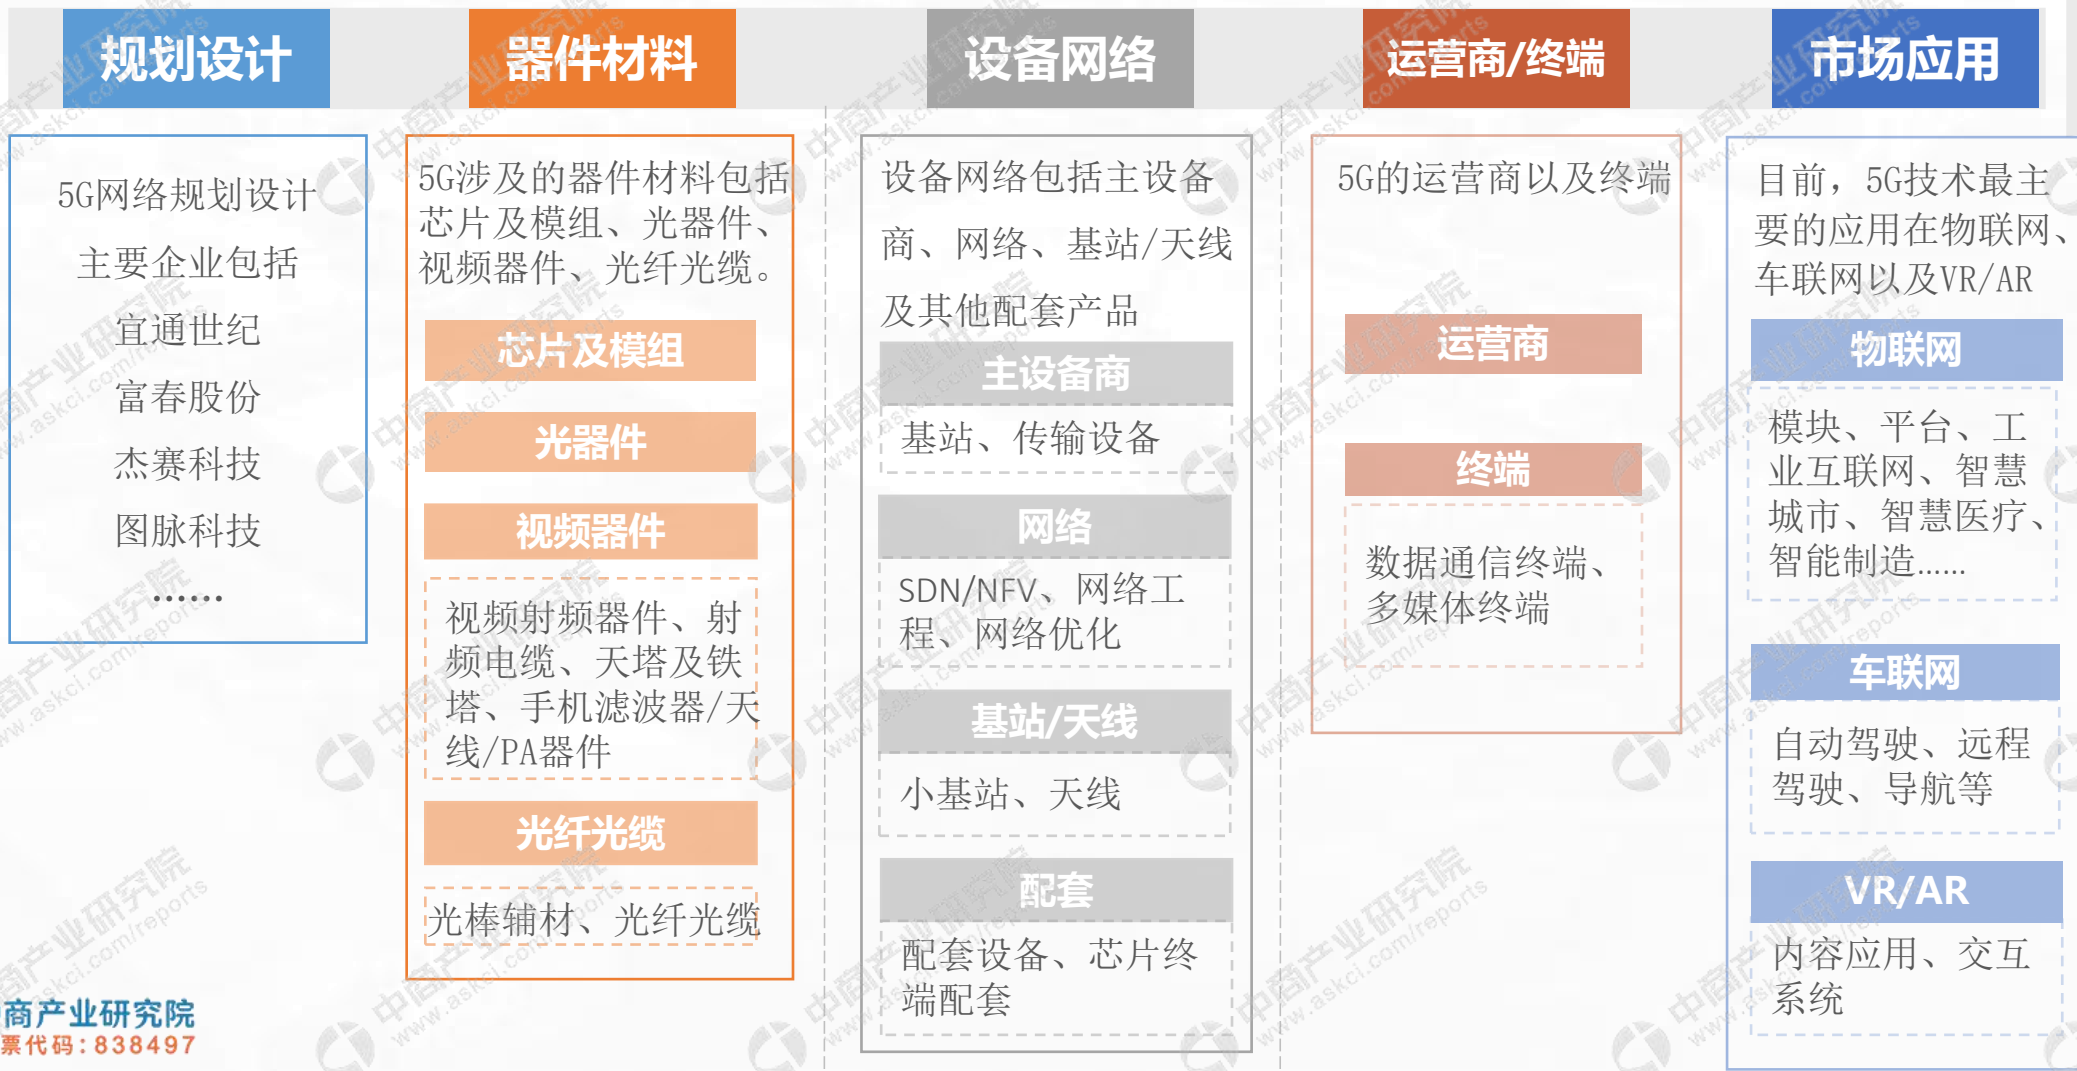 规划设计
器件材料
设备网络
运营商/终端
市场应用
5G网络规划设计
主要企业包括
宜通世纪
富春股份
杰赛科技
图脉科技
……
5G涉及的器件材料包括
芯片及模组、光器件、
视频器件、光纤光缆。
芯片及模组
光器件
视频器件
视频射频器件、射
频电缆、天塔及铁
塔、手机滤波器/天
线/PA器件
光纤光缆
光棒辅材、光纤光缆
设备网络包括主设备
商、网络、基站/天线
及其他配套产品
主设备商
基站、传输设备
网络
SDN/NFV、网络工
程、网络优化
基站/天线
小基站、天线
配套
配套设备、芯片终
端配套
5G的运营商以及终端
运营商
终端
数据通信终端、
多媒体终端
目前，5G技术最主
要的应用在物联网、
车联网以及VR/AR
物联网
模块、平台、工
业互联网、智慧
城市、智慧医疗、
智能制造……
车联网
自动驾驶、远程
驾驶、导航等
VR/AR
内容应用、交互
系统
商产业研究院
票代码:838497
中商产业研究院
www.askci.com/reports